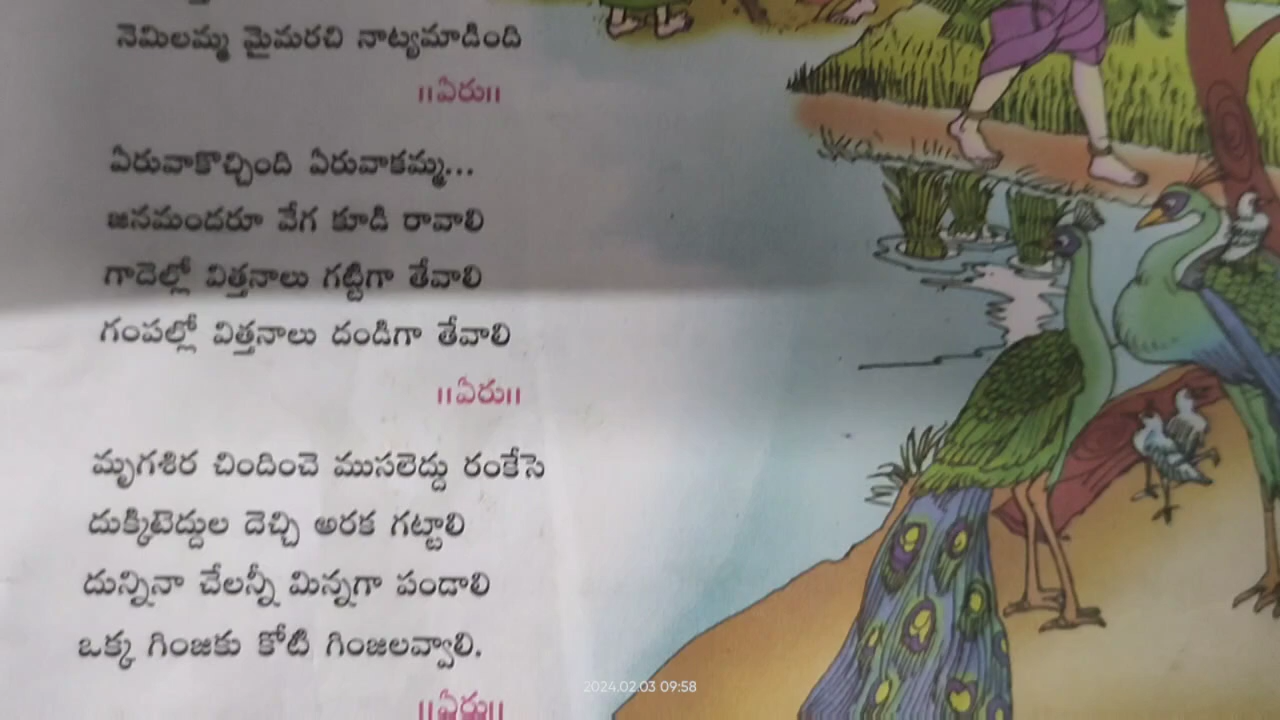 నెమిలమ్మ మైమరచి నాట్యమాడింది
॥ఏరు॥
ఏరువాకొచ్చింది ఏరువాకమ్మ...
జనమందరూ వేగ కూడి రావాలి
గాదెల్లో విత్తనాలు గట్టిగా తేవాలి
గంపల్లో విత్తనాలు దండిగా తేవాలి
॥ఏరు॥
మృగశిర చిందించె ముసలెద్దు రంకేసె
దుక్కిటెద్దుల దెచ్చి అరక గట్టాలి
దున్నినా చేలన్నీ మిన్నగా పండాలి
ఒక్క గింజకు కోటి గింజలవ్వాలి.
॥ఏరు॥
2024.02.03 09:58